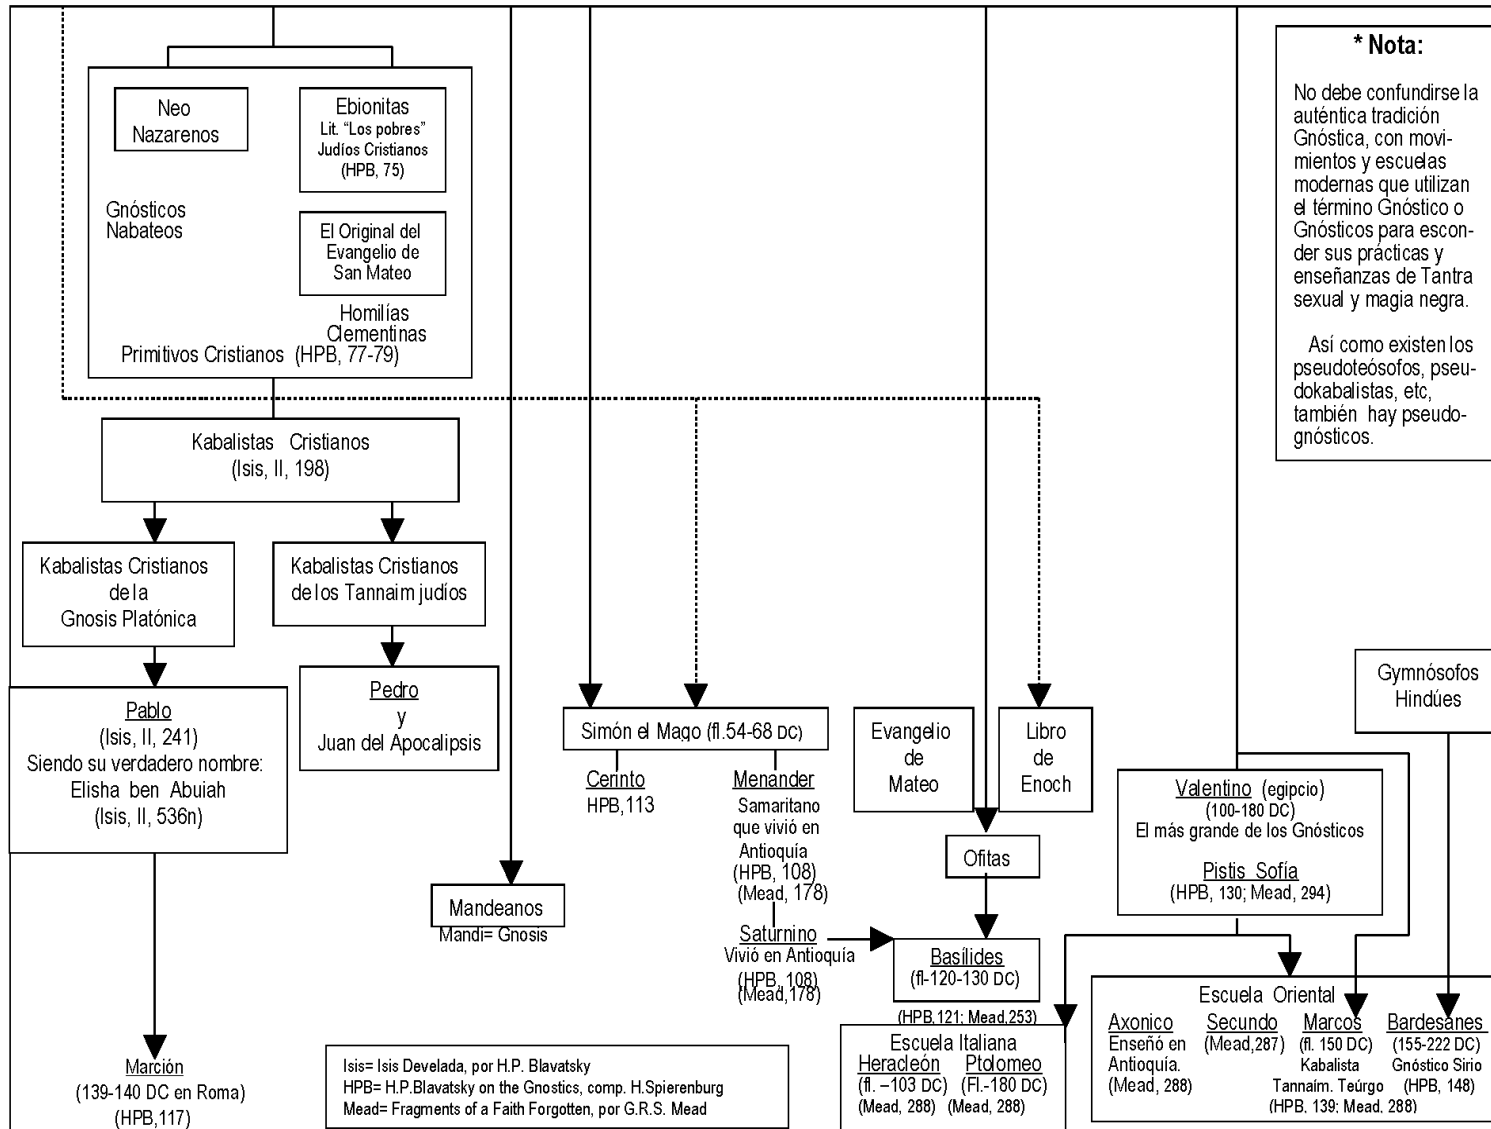 * Nota:
No debe confundirse la
auténtica tradición
Gnóstica, con movi-
mientos y escuelas
modernas que utilizan
el término Gnóstico o
Gnósticos para escon-
der sus prácticas y
enseñanzas de Tantra
sexual y magia negra.
Así como existen los
pseudoteósofos, pseu-
dokabalistas, etc,
también hay pseudo-
gnósticos.
Neo
Nazarenos
Ebionitas
Lit. “Los pobres”
Judíos Cristianos
(HPB, 75)
Gnósticos
Nabateos
El Original del
Evangelio de
San Mateo
Homilías
Clementinas
Primitivos Cristianos (HPB, 77-79)
Kabalistas Cristianos
(Isis, II, 198)
Kabalistas Cristianos
de la
Gnosis Platónica
Kabalistas Cristianos
de los Tannaim judíos
Pablo
(Isis, II, 241)
Siendo su verdadero nombre:
Elisha ben Abuiah
(Isis, II, 536n)
Pedro
y
Juan del Apocalipsis
Marción
(139-140 DC en Roma)
(HPB,117)
Mandeanos
Mandi= Gnosis
Simón el Mago (fl.54-68 DC)
Cerinto
HPB,113
Menander
Samaritano
que vivió en
Antioquía
(HPB, 108)
(Mead, 178)
Saturnino
Vivió en Antioquía
(HPB, 108)
(Mead,178)
Evangelio
de
Mateo
Libro
de
Enoch
Ofitas
Basílides
(fl-120-130 DC)
(HPB,121; Mead,253)
Gymnósofos
Hindúes
Valentino (egipcio)
(100-180 DC)
El más grande de los Gnósticos
Pistis Sofía
(HPB, 130; Mead, 294)
Escuela Italiana
Heracleón
(fl. –103 DC)
(Mead, 288)
Ptolomeo
(Fl.-180 DC)
(Mead, 288)
Escuela Oriental
Axonico
Enseñó en
Antioquía.
(Mead, 288)
Secundo
(Mead,287)
Marcos
(fl. 150 DC)
Kabalista
Tannaím. Teúrgo
(HPB, 139; Mead, 288)
Bardesanes
(155-222 DC)
Gnóstico Sirio
(HPB, 148)
Isis= Isis Develada, por H.P. Blavatsky
HPB= H.P.Blavatsky on the Gnostics, comp. H.Spierenburg
Mead= Fragments of a Faith Forgotten, por G.R.S. Mead